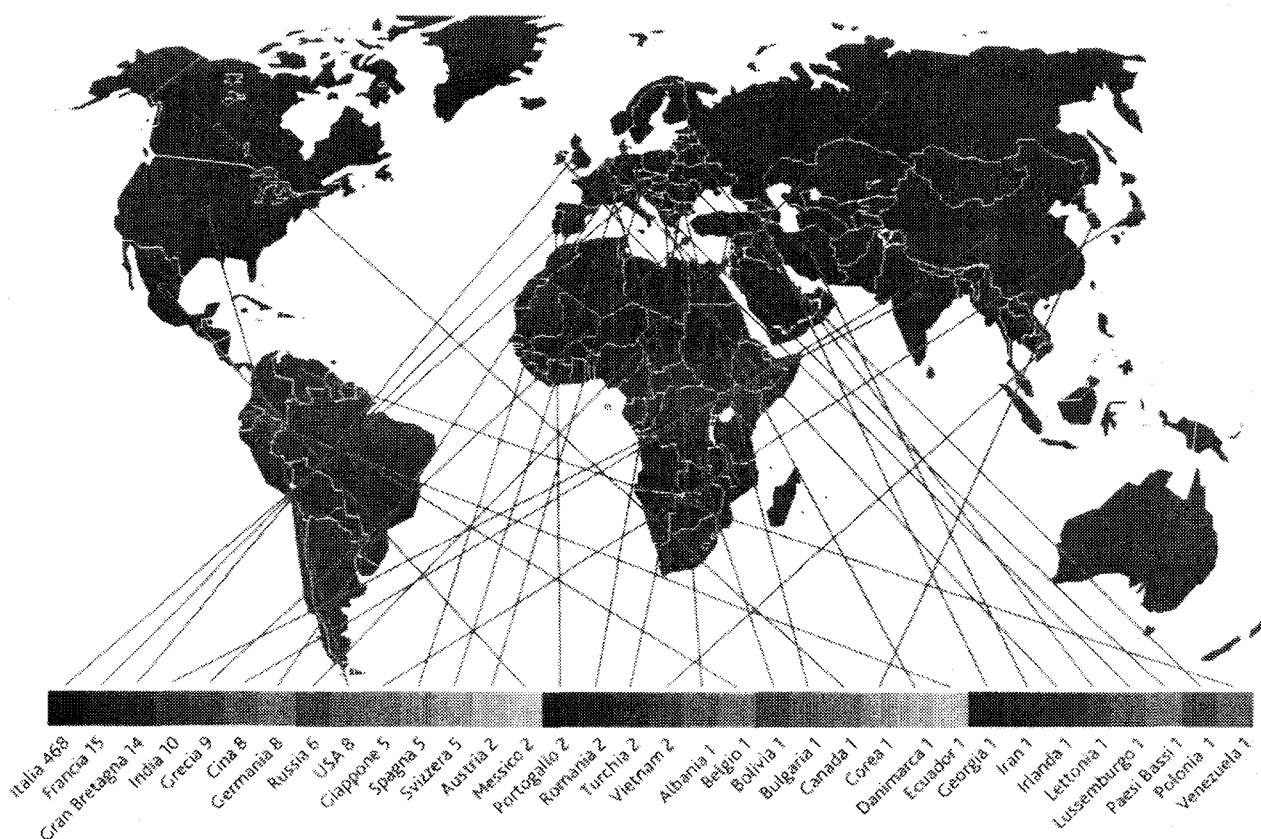 Italia 468
Francia 15
Gran Bretagna 14
India 10
Grecia 9
Cina 8
Germania 8
Russia 6
USA 8
Giappone 5
Spagna 5
Svizzera 5
Austria 2
Messico 2
Portogallo 2
Romania 2
Turchia 2
Vietnam 2
Albania 1
Belgio 1
Bolivia 1
Bulgaria 1
Canada 1
Corea 1
Danimarca 1
Ecuador 1
Georgia 1
Iran 1
Irlanda 1
Lettonia 1
Lussemburgo 1
Paesi Bassi 1
Polonia 1
Venezuela 1